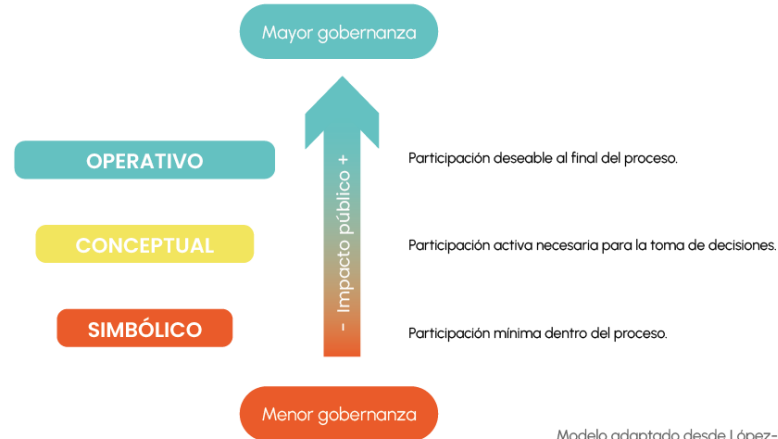 Mayor gobernanza
OPERATIVO
Participación deseable al final del proceso.
- Impacto público +
CONCEPTUAL
Participación activa necesaria para la toma de decisiones.
SIMBÓLICO
Participación mínima dentro del proceso.
Menor gobernanza
Modelo adaptado desde López-